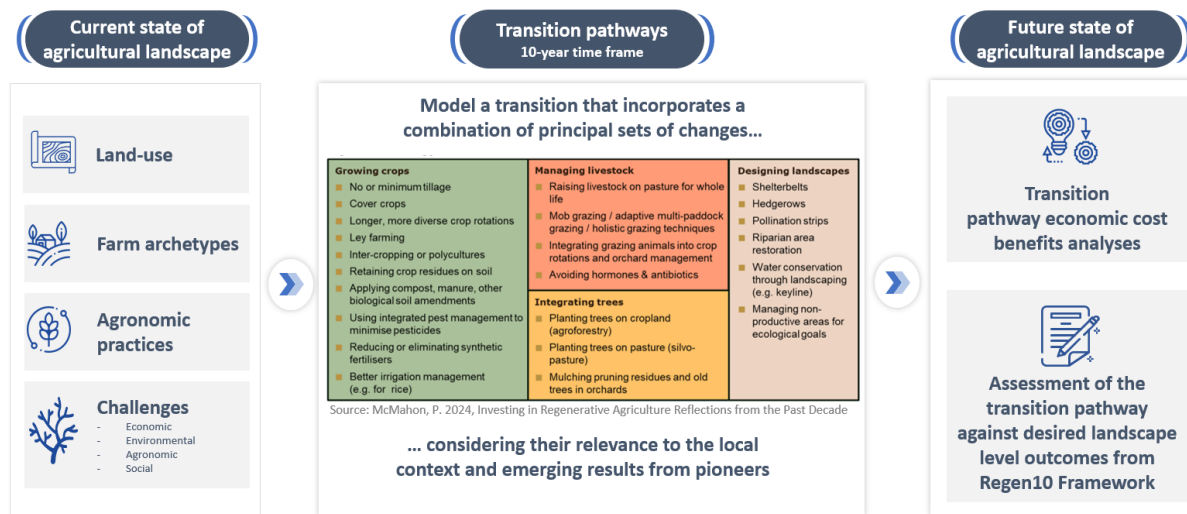 Current state of
agricultural landscape
Land-use
Farm archetypes
Agronomic
practices
Challenges
- Economic
- Environmental
- Agronomic
- Social
Transition pathways
10-year time frame
Model a transition that incorporates a
combination of principal sets of changes...
Growing crops
No or minimum tillage
Cover crops
Longer, more diverse crop rotations
Ley farming
Inter-cropping or polycultures
Retaining crop residues on soil
Applying compost, manure, other
biological soil amendments
Using integrated pest management to
minimise pesticides
Reducing or eliminating synthetic
fertilisers
Better irrigation management
(e.g. for rice)
Managing livestock
Raising livestock on pasture for whole
life
Mob grazing / adaptive multi-paddock
grazing / holistic grazing techniques
Integrating grazing animals into crop
rotations and orchard management
Avoiding hormones & antibiotics
Integrating trees
Planting trees on cropland
(agroforestry)
Planting trees on pasture (silvo-
pasture)
Mulching pruning residues and old
trees in orchards
Designing landscapes
Shelterbelts
Hedgerows
Pollination strips
Riparian area
restoration
Water conservation
through landscaping
(e.g. keyline)
Managing non-
productive areas for
ecological goals
Source: McMahon, P. 2024, Investing in Regenerative Agriculture Reflections from the Past Decade
... considering their relevance to the local
context and emerging results from pioneers
Future state of
agricultural landscape
Transition
pathway economic cost
benefits analyses
Assessment of the
transition pathway
against desired landscape
level outcomes from
Regen10 Framework